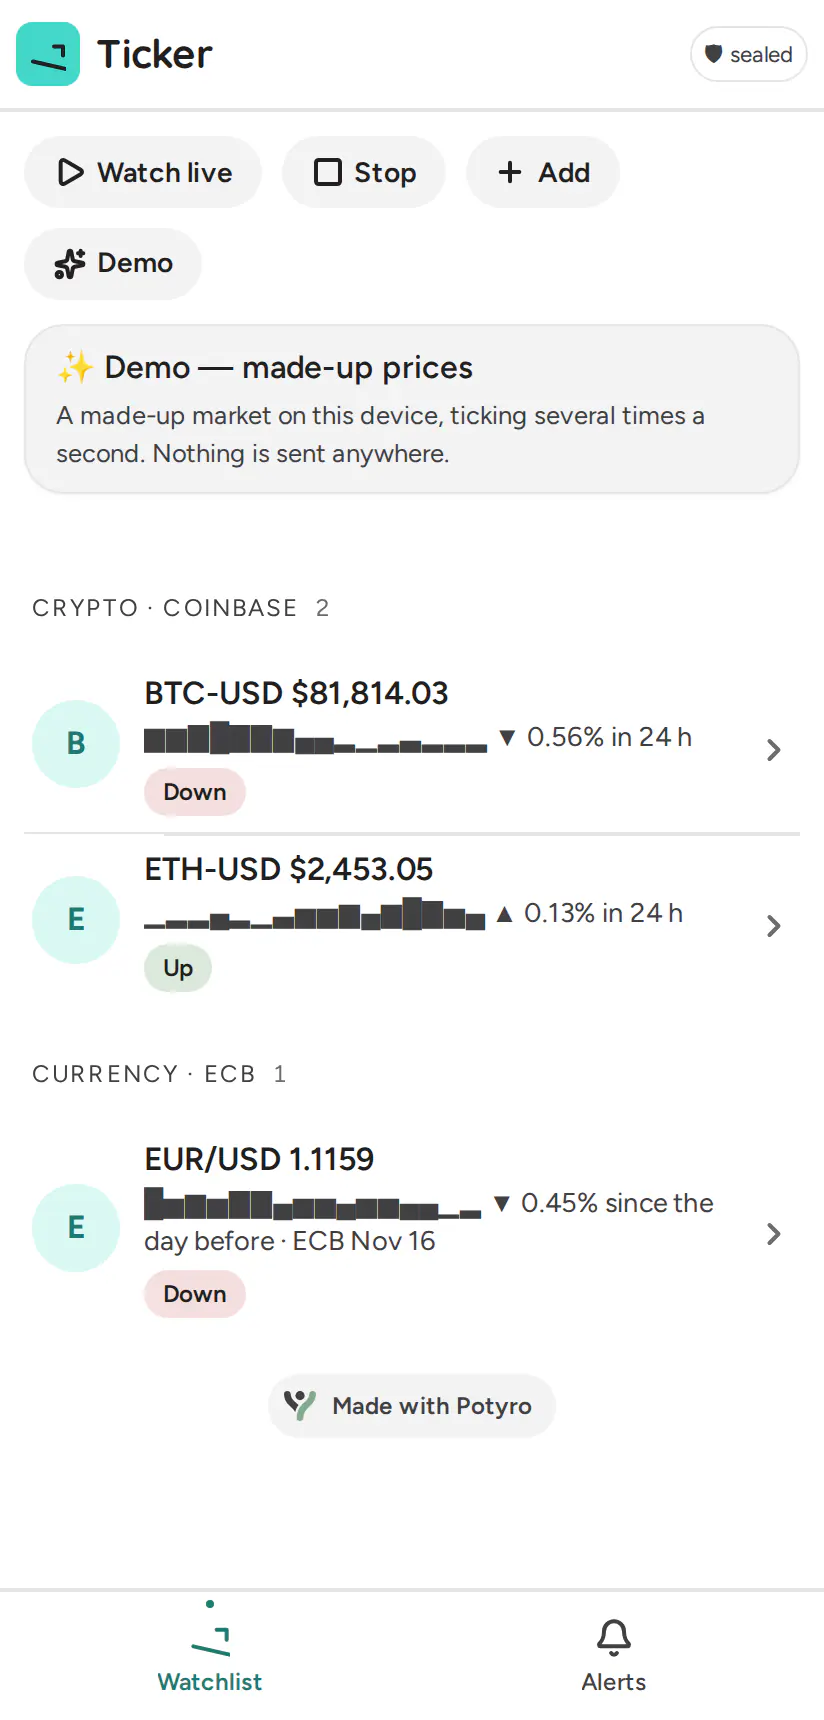 Ticker
sealed
Watch live
Stop
Add
Demo
✨ Demo — made-up prices
A made-up market on this device, ticking several times a
second. Nothing is sent anywhere.
CRYPTO · COINBASE 2
B
BTC-USD $81,814.03
▼ 0.56% in 24 h
Down
E
ETH-USD $2,453.05
▲ 0.13% in 24 h
Up
CURRENCY · ECB 1
E
EUR/USD 1.1159
▼ 0.45% since the
day before · ECB Nov 16
Down
Made with Potyro
Watchlist
Alerts